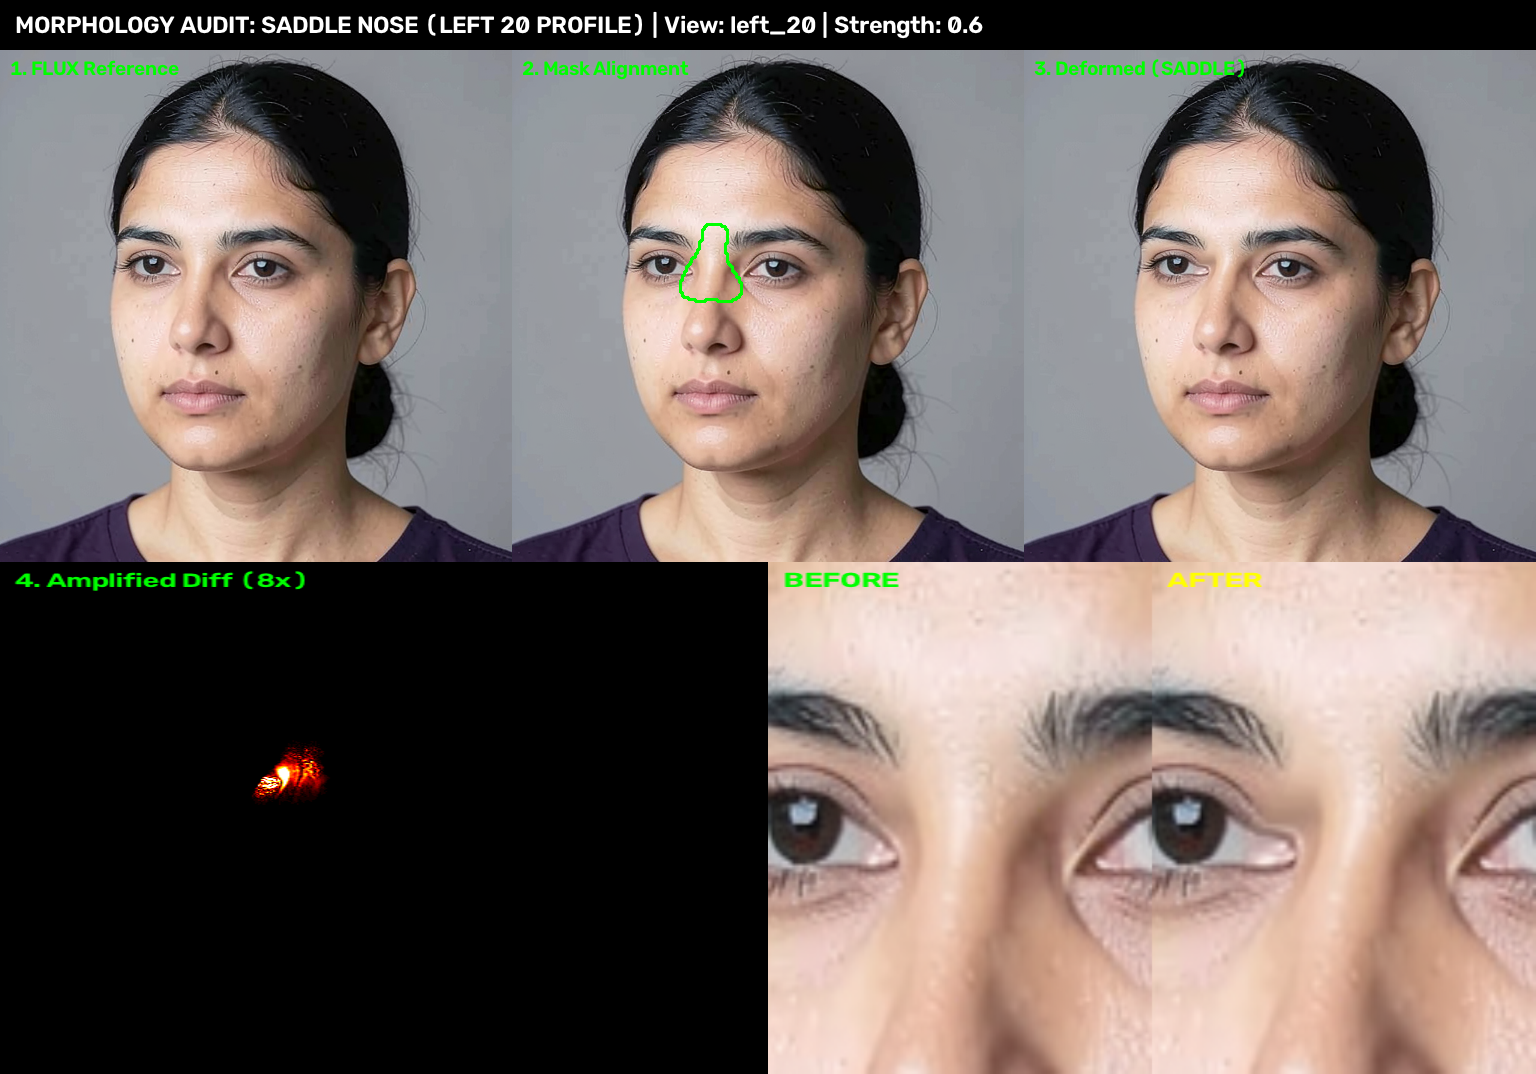 MORPHOLOGY AUDIT: SADDLE NOSE (LEFT 20 PROFILE) | View: left_20 | Strength: 0.6
1. FLUX Reference
2. Mask Alignment
3. Deformed (SADDLE)
4. Amplified Diff (8x)
BEFORE
AFTER